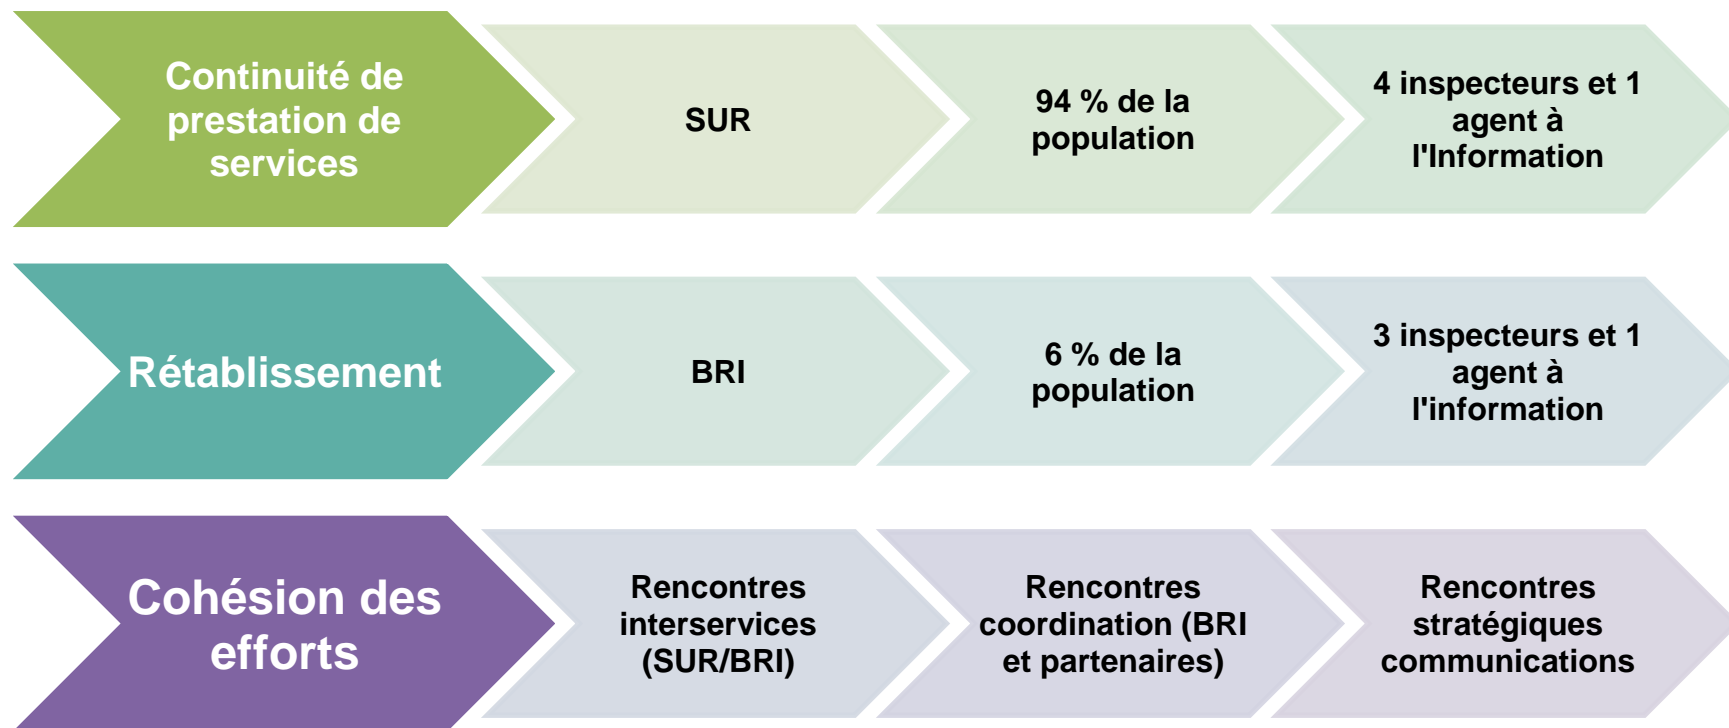 Continuité de
prestation de
services
SUR
94 % de la
population
4 inspecteurs et 1
agent à
l'Information
Rétablissement
BRI
6 % de la
population
3 inspecteurs et 1
agent à
l'information
Cohésion des
efforts
Rencontres
interservices
(SUR/BRI)
Rencontres
coordination (BRI
et partenaires)
Rencontres
stratégiques
communications